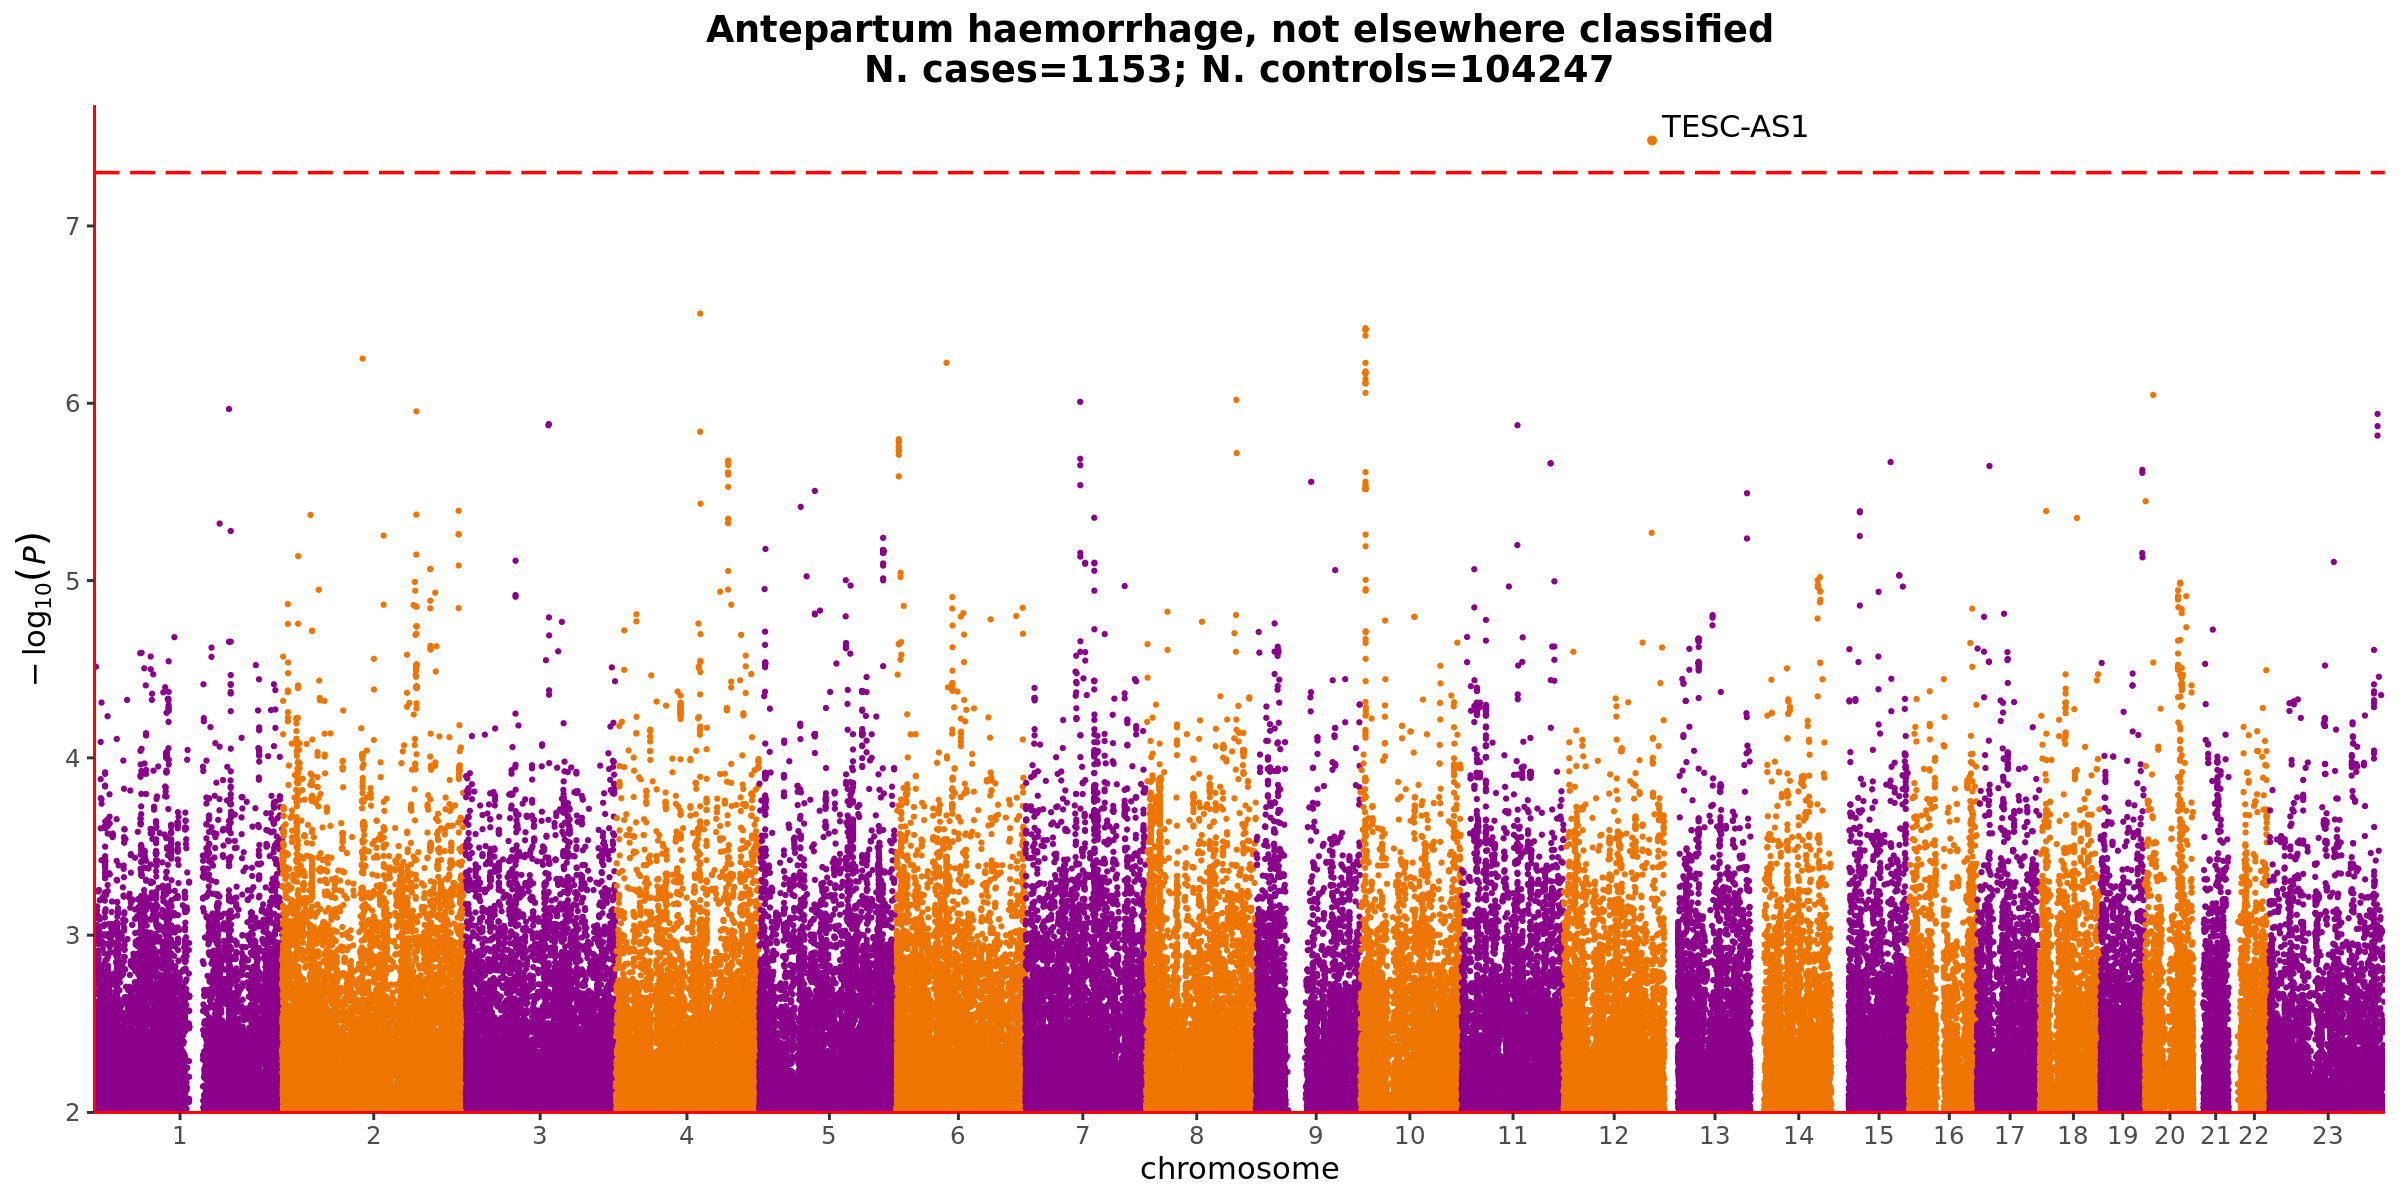 Antepartum haemorrhage, not elsewhere classified
N. cases=1153; N. controls=104247
TESC-AS1
7
6
5
4
3
2
−log₁₀(P)
1 2 3 4 5 6 7 8 9 10 11 12 13 14 15 16 17 18 19 20 21 22 23
chromosome